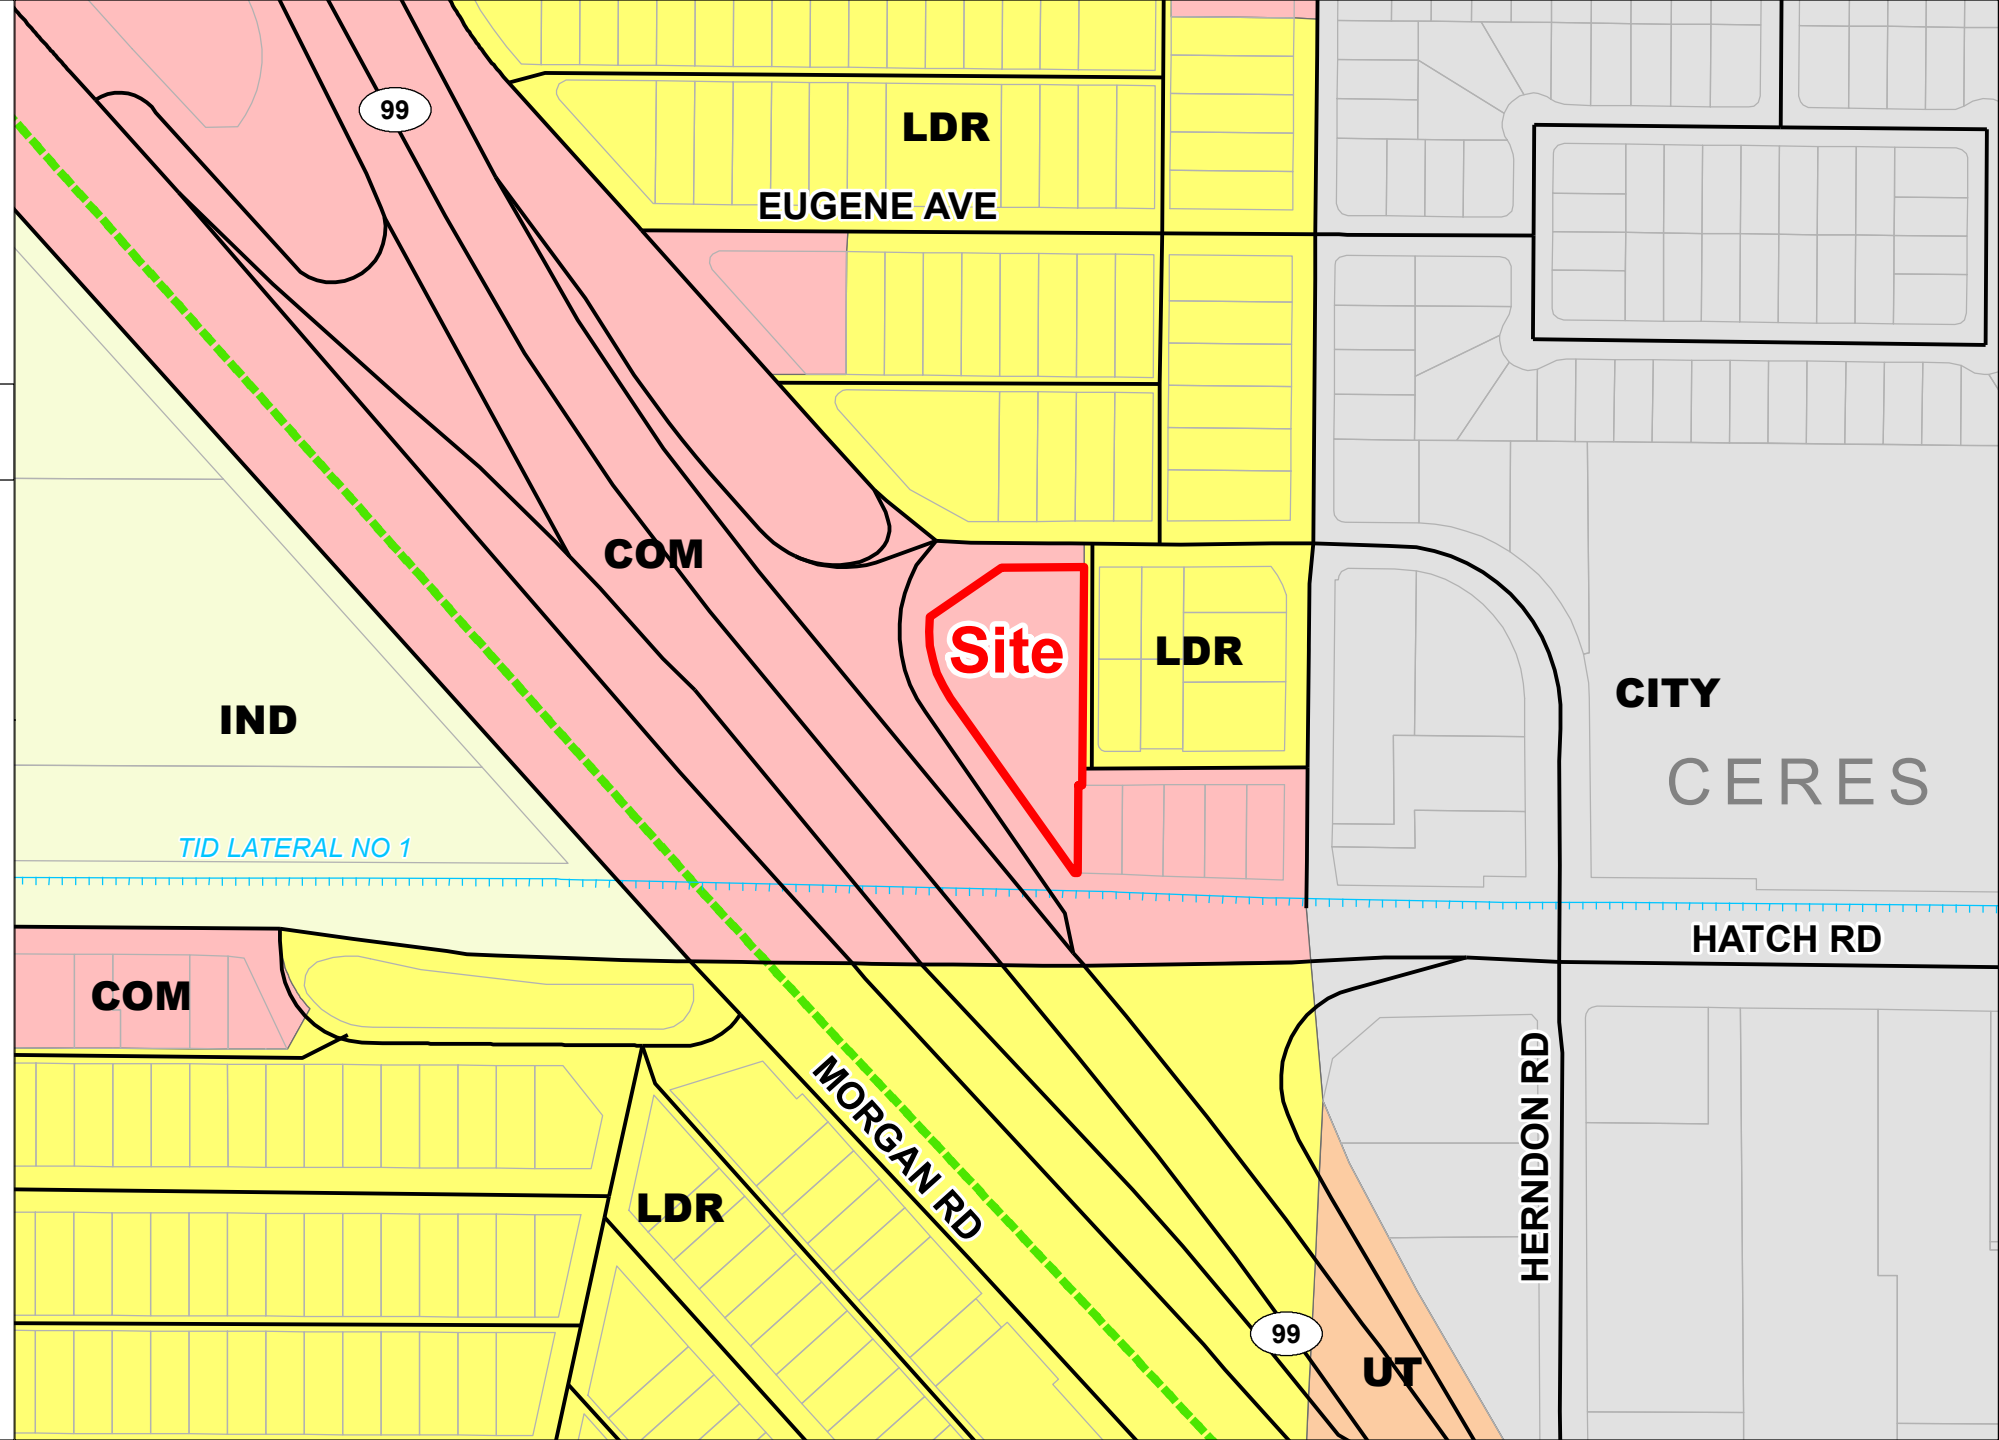 99
LDR
EUGENE AVE
COM
Site
LDR
CITY
IND
CERES
TID LATERAL NO 1
HATCH RD
COM
MORGAN RD
HERNDON RD
LDR
99
UT